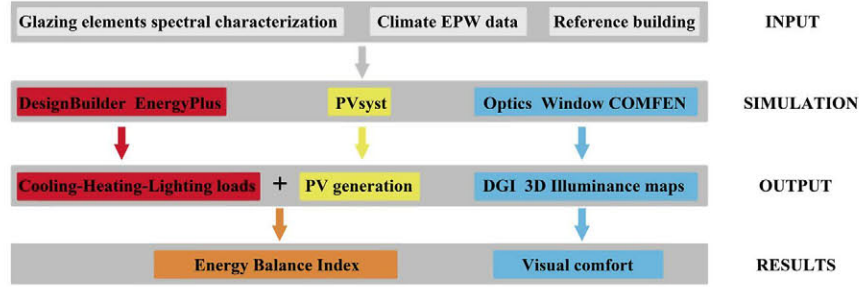 Glazing elements spectral characterization Climate EPW data Reference building INPUT
DesignBuilder EnergyPlus PVsyst Optics Window COMFEN SIMULATION
Cooling-Heating-Lighting loads + PV generation DGI 3D Illuminance maps OUTPUT
Energy Balance Index Visual comfort RESULTS